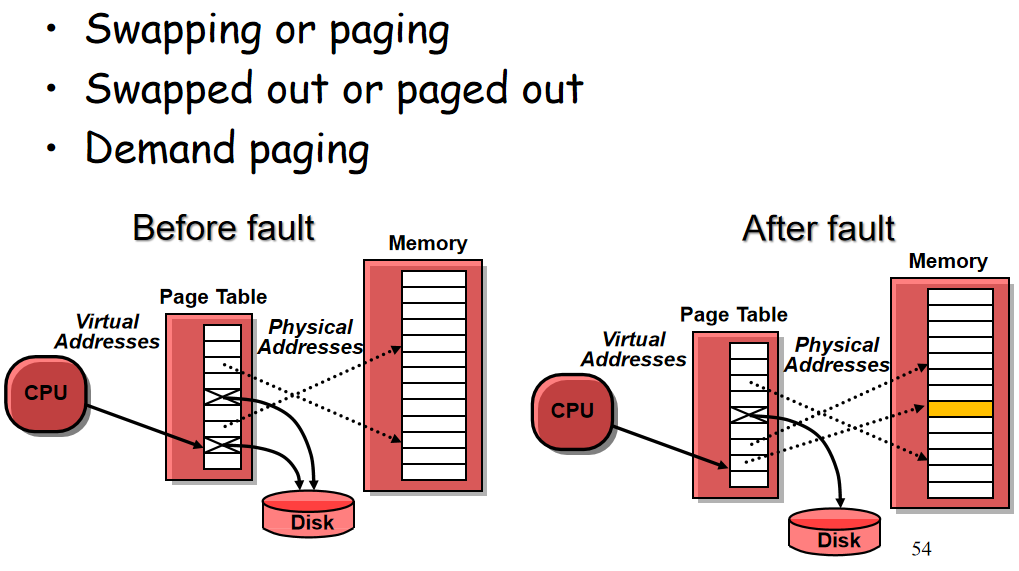 • Swapping or paging
• Swapped out or paged out
• Demand paging
Before fault
Memory
Page Table
Virtual
Addresses
Physical
Addresses
CPU
Disk
After fault
Memory
Page Table
Virtual
Addresses
Physical
Addresses
CPU
Disk
54